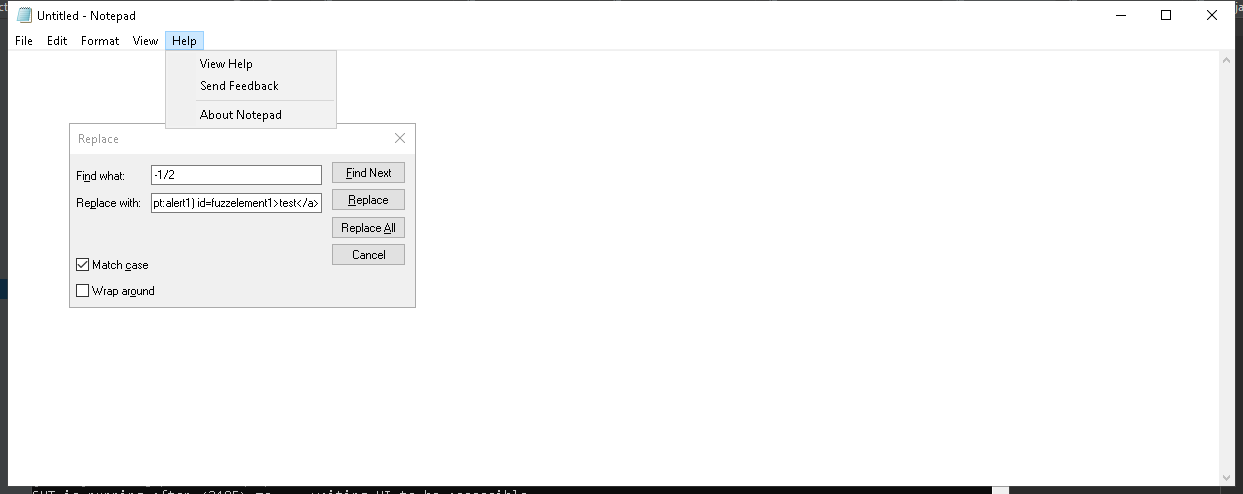 Untitled - Notepad
File Edit Format View Help
View Help
Send Feedback
About Notepad
Replace
Find what: -1/2 Find Next
Replace with: pt:alert1) id=fuzzelement1>test</a> Replace
Replace All
Cancel
Match case
Wrap around